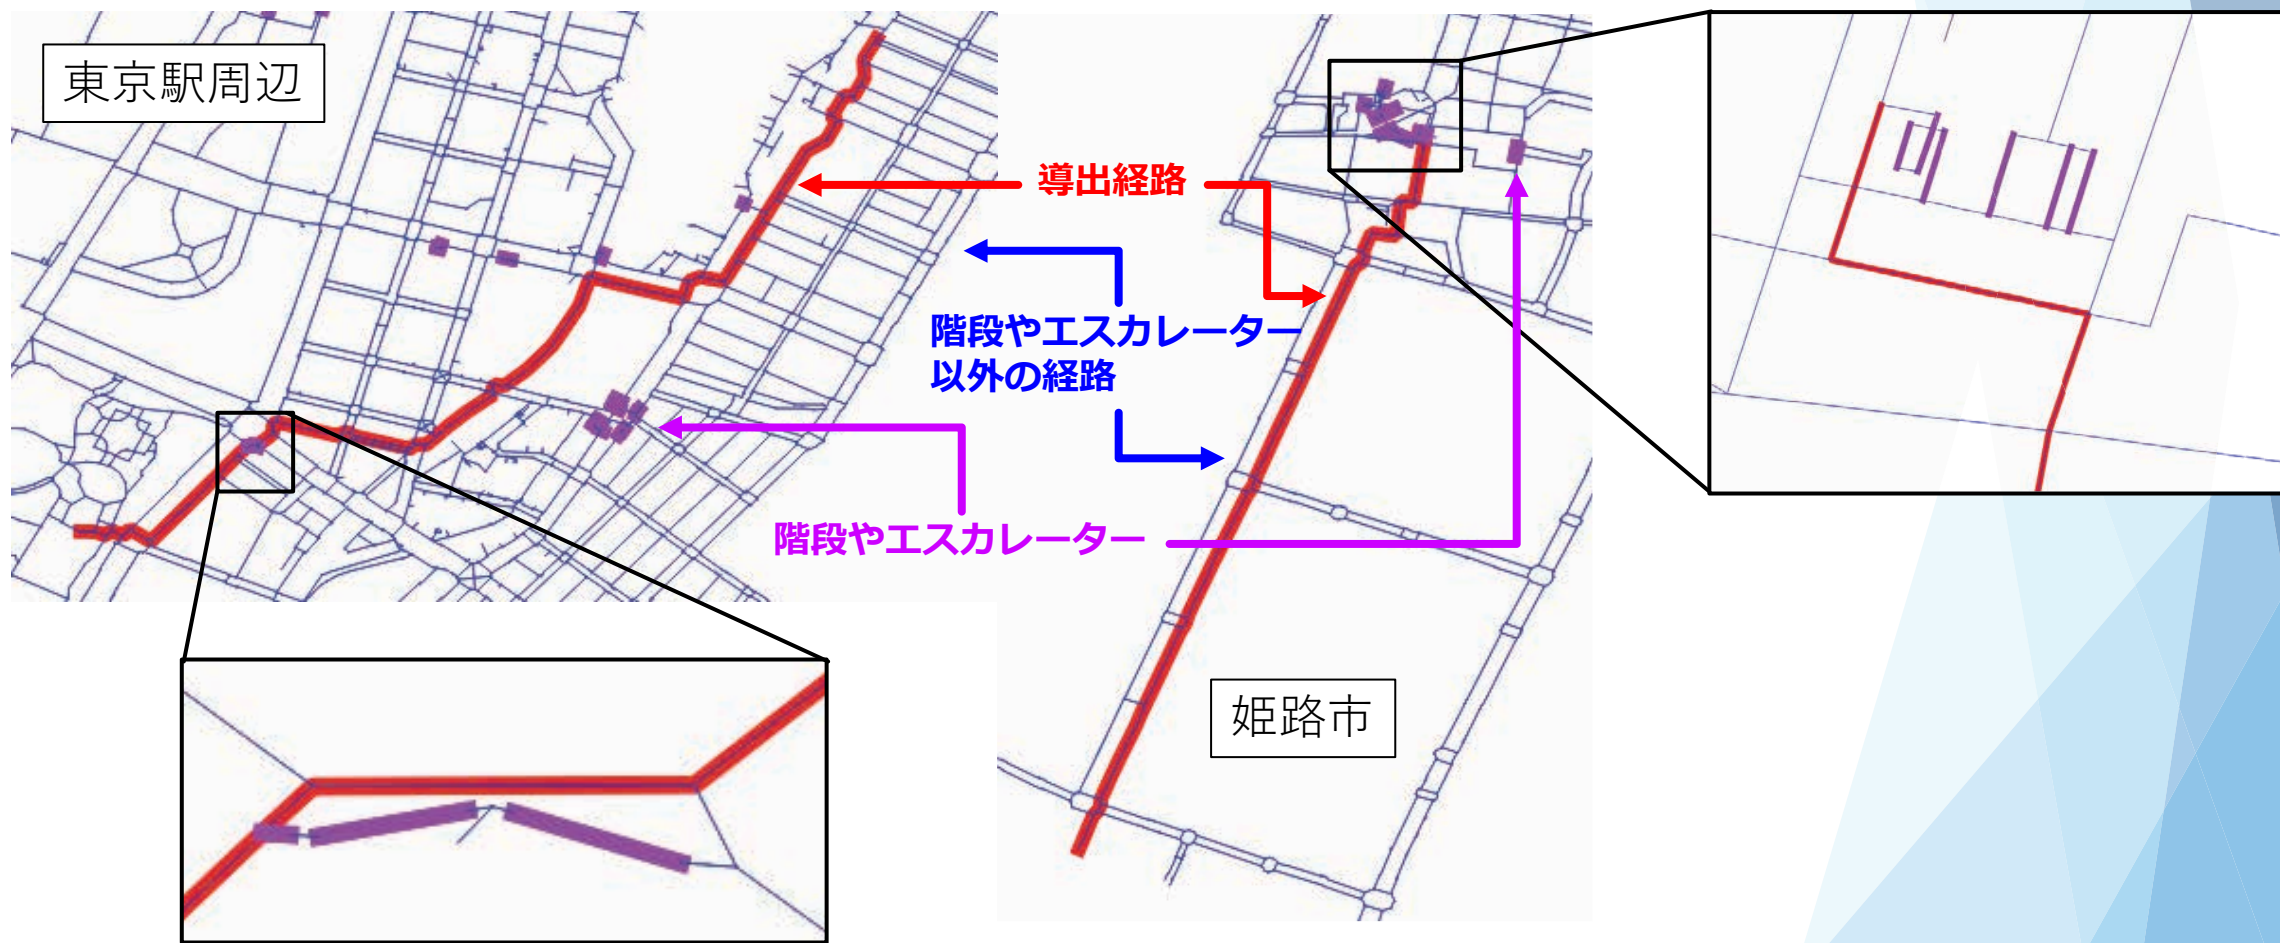 東京駅周辺
導出経路
階段やエスカレーター
以外の経路
階段やエスカレーター
姫路市